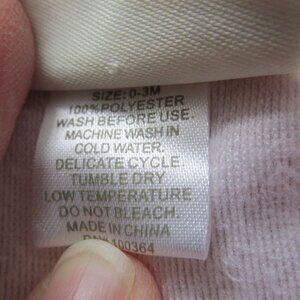 SIZE: 0-3M
100%POLYESTER
WASH BEFORE USE.
MACHINE WASH IN
COLD WATER.
DELICATE CYCLE
TUMBLE DRY
LOW TEMPERATURE.
DO NOT BLEACH.
MADE IN CHINA
RN# 100364